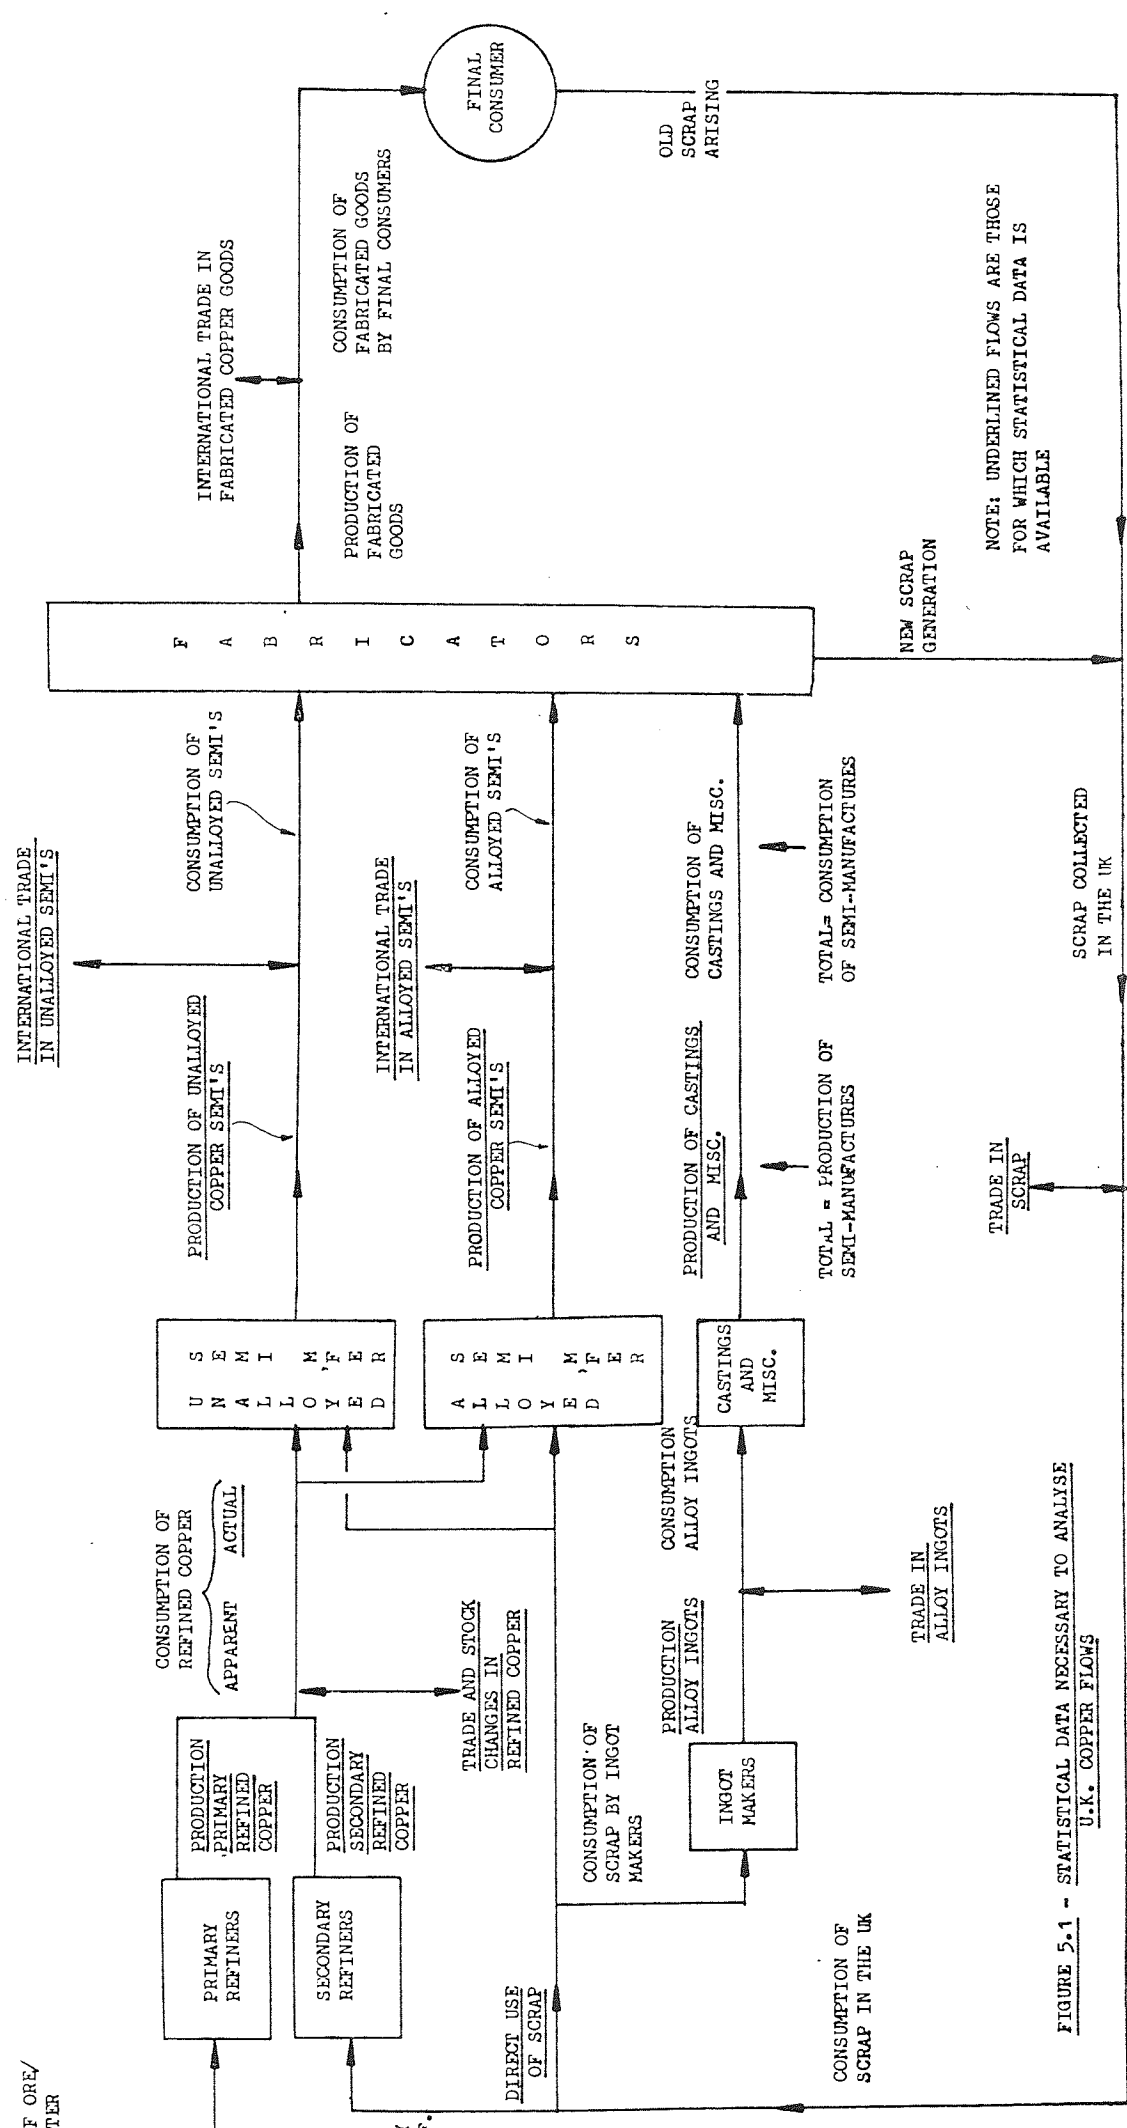 F ORE/
TER
PRIMARY
REFINERS
SECONDARY
REFINERS
PRODUCTION
PRIMARY
REFINED
COPPER
PRODUCTION
SECONDARY
REFINED
COPPER
CONSUMPTION OF
REFINED COPPER
APPARENT ACTUAL
TRADE AND STOCK
CHANGES IN
REFINED COPPER
DIRECT USE
OF SCRAP
CONSUMPTION OF
SCRAP BY INGOT
MAKERS
INGOT
MAKERS
PRODUCTION
ALLOY INGOTS
CONSUMPTION
ALLOY INGOTS
TRADE IN
ALLOY INGOTS
CONSUMPTION OF
SCRAP IN THE UK
UNALLOYED
SEMI M'FER
ALLOYED
SEMI M'FER
CASTINGS
AND
MISC.
PRODUCTION OF UNALLOYED
COPPER SEMI'S
INTERNATIONAL TRADE
IN UNALLOYED SEMI'S
CONSUMPTION OF
UNALLOYED SEMI'S
PRODUCTION OF ALLOYED
COPPER SEMI'S
INTERNATIONAL TRADE
IN ALLOYED SEMI'S
CONSUMPTION OF
ALLOYED SEMI'S
PRODUCTION OF CASTINGS
AND MISC.
CONSUMPTION OF
CASTINGS AND MISC.
TOTAL = PRODUCTION OF
SEMI-MANUFACTURES
TOTAL= CONSUMPTION
OF SEMI-MANUFACTURES
FABRICATORS
PRODUCTION OF
FABRICATED
GOODS
INTERNATIONAL TRADE IN
FABRICATED COPPER GOODS
CONSUMPTION OF
FABRICATED GOODS
BY FINAL CONSUMERS
FINAL
CONSUMER
OLD
SCRAP
ARISING
NEW SCRAP
GENERATION
SCRAP COLLECTED
IN THE UK
TRADE IN
SCRAP
NOTE: UNDERLINED FLOWS ARE THOSE
FOR WHICH STATISTICAL DATA IS
AVAILABLE
FIGURE 5.1 - STATISTICAL DATA NECESSARY TO ANALYSE
U.K. COPPER FLOWS